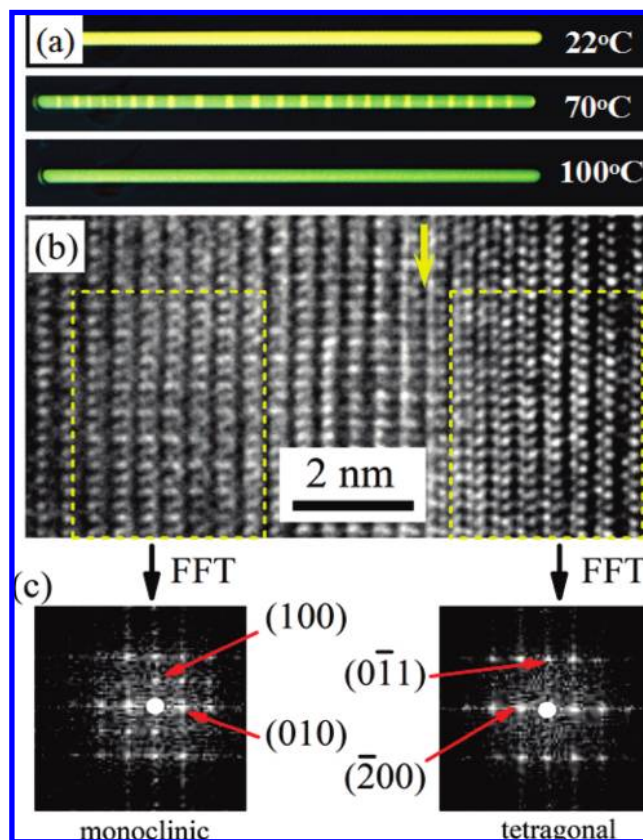 (a)
22°C
70°C
100°C
(b)
2 nm
FFT
FFT
(c)
(100)
(010)
monoclinic
(01̄1)
(2̄00)
tetragonal